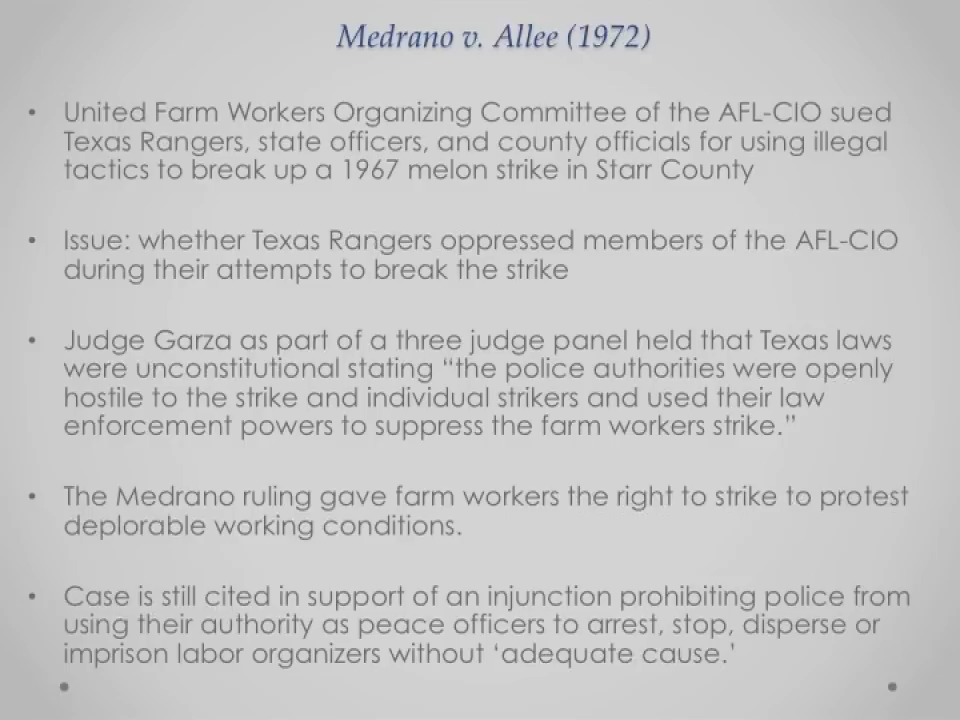 Medrano v. Allee (1972)
• United Farm Workers Organizing Committee of the AFL-CIO sued
Texas Rangers, state officers, and county officials for using illegal
tactics to break up a 1967 melon strike in Starr County
• Issue: whether Texas Rangers oppressed members of the AFL-CIO
during their attempts to break the strike
• Judge Garza as part of a three judge panel held that Texas laws
were unconstitutional stating “the police authorities were openly
hostile to the strike and individual strikers and used their law
enforcement powers to suppress the farm workers strike.”
• The Medrano ruling gave farm workers the right to strike to protest
deplorable working conditions.
• Case is still cited in support of an injunction prohibiting police from
using their authority as peace officers to arrest, stop, disperse or
imprison labor organizers without ‘adequate cause.’